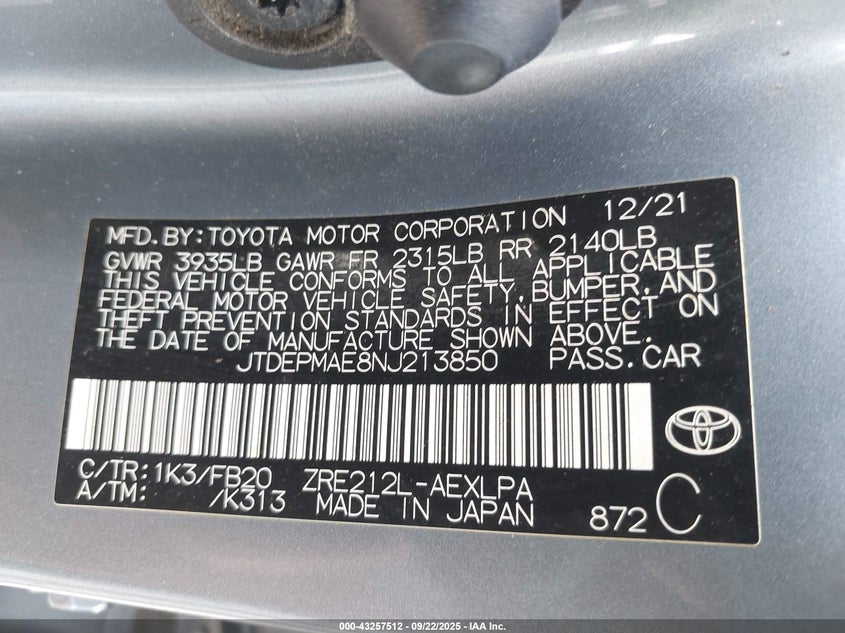 MFD. BY: TOYOTA MOTOR CORPORATION 12/21
GVWR 3935LB GAWR FR 2315LB RR 2140LB
THIS VEHICLE CONFORMS TO ALL APPLICABLE
FEDERAL MOTOR VEHICLE SAFETY, BUMPER, AND
THEFT PREVENTION STANDARDS IN EFFECT ON
THE DATE OF MANUFACTURE SHOWN ABOVE.
JTDEPMAE8NJ213850 PASS. CAR
C/TR: 1K3/FB20 ZRE212L-AEXLPA
A/TM: /K313 MADE IN JAPAN 872 C
000-43257512 - 09/22/2025 - IAA Inc.